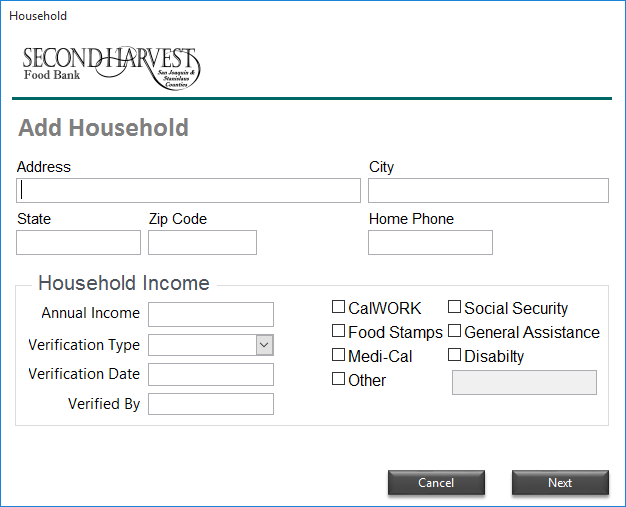 Household
SECOND HARVEST
Food Bank
San Joaquin &
Stanislaus
Counties
Add Household
Address
City
State
Zip Code
Home Phone
Household Income
Annual Income
CalWORK
Social Security
Verification Type
Food Stamps
General Assistance
Medi-Cal
Disabilty
Verification Date
Other
Verified By
Cancel
Next